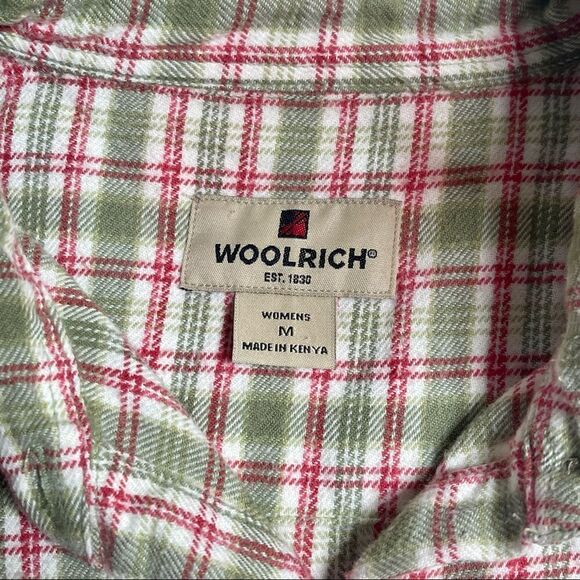 WOOLRICH®
EST. 1830
WOMENS
M
MADE IN KENYA